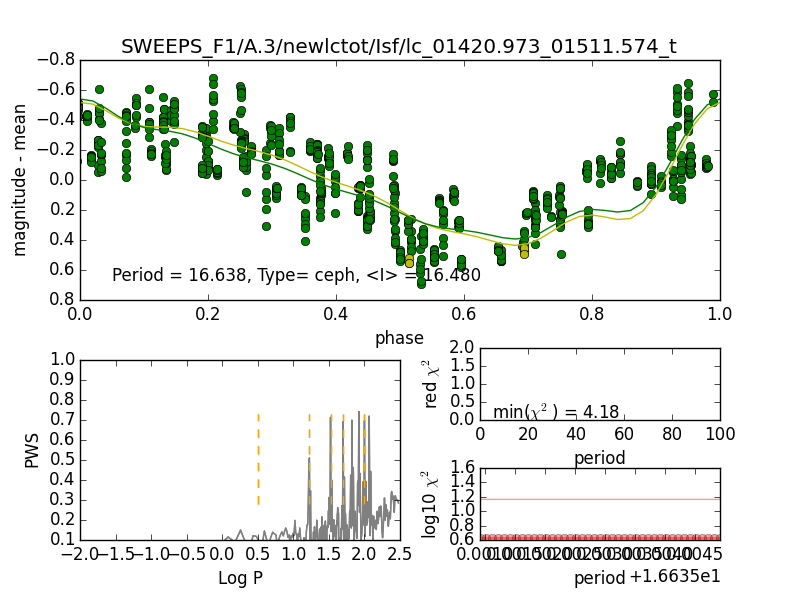 SWEEPS_F1/A.3/newlctot/Isf/lc_01420.973_01511.574_t
−0.8
−0.6
−0.4
−0.2
0.0
0.2
0.4
0.6
0.8
magnitude - mean
Period = 16.638, Type= ceph, <I> = 16.480
0.0 0.2 0.4 0.6 0.8 1.0
phase
1.0
0.9
0.8
0.7
0.6
0.5
0.4
0.3
0.2
0.1
PWS
−2.0 −1.5 −1.0 −0.5 0.0 0.5 1.0 1.5 2.0 2.5
Log P
2.0
1.5
1.0
0.5
0.0
red χ²
min(χ² ) = 4.18
0 20 40 60 80 100
period
1.6
1.4
1.2
1.0
0.8
0.6
log10 χ²
period
+1.6635e1